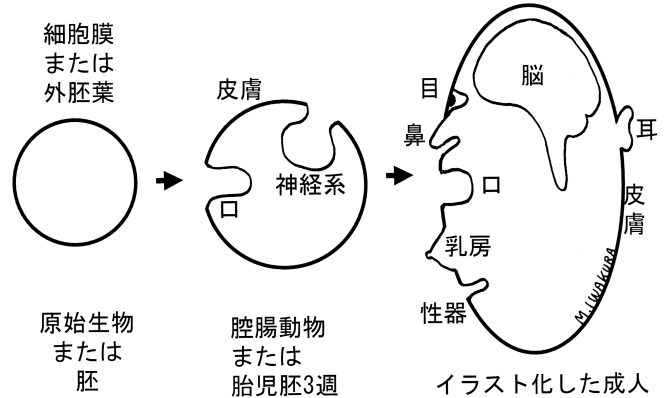 細胞膜
または
外胚葉
皮膚
神経系
口
脳
目
鼻
耳
口
皮膚
乳房
性器
M.IWAKURA
原始生物
または
胚
腔腸動物
または
胎児胚3週
イラスト化した成人